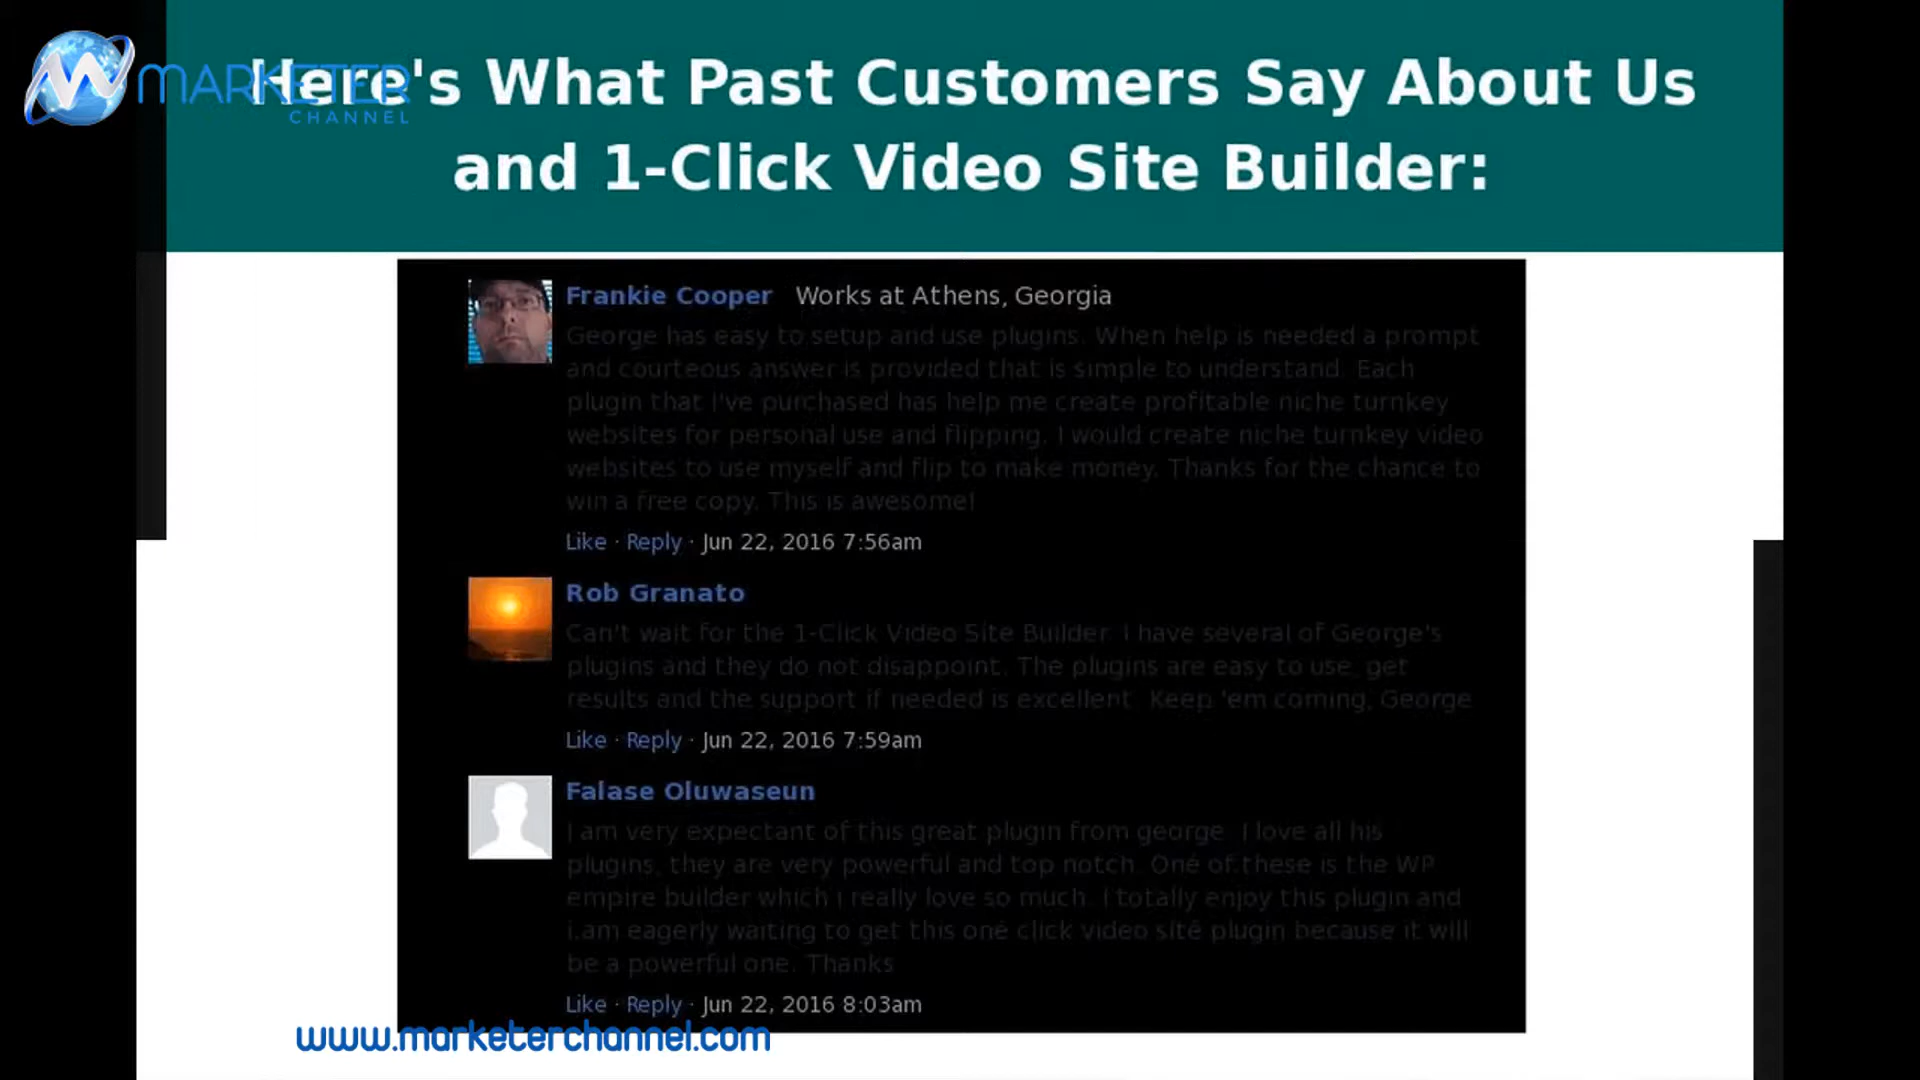 MARKETER
CHANNEL
Here's What Past Customers Say About Us
and 1-Click Video Site Builder:
Frankie Cooper Works at Athens, Georgia
George has easy to setup and use plugins. When help is needed a prompt
and courteous answer is provided that is simple to understand. Each
plugin that I've purchased has help me create profitable niche turnkey
websites for personal use and flipping. I would create niche turnkey video
websites to use myself and flip to make money. Thanks for the chance to
win a free copy. This is awesome!
Like · Reply · Jun 22, 2016 7:56am
Rob Granato
Can't wait for the 1-Click Video Site Builder. I have several of George's
plugins and they do not disappoint. The plugins are easy to use, get
results and the support if needed is excellent. Keep 'em coming, George
Like · Reply · Jun 22, 2016 7:59am
Falase Oluwaseun
I am very expectant of this great plugin from george. I love all his
plugins, they are very powerful and top notch. One of these is the WP
empire builder which i really love so much. I totally enjoy this plugin and
i am eagerly waiting to get this one click video site plugin because it will
be a powerful one. Thanks
Like · Reply · Jun 22, 2016 8:03am
www.marketerchannel.com